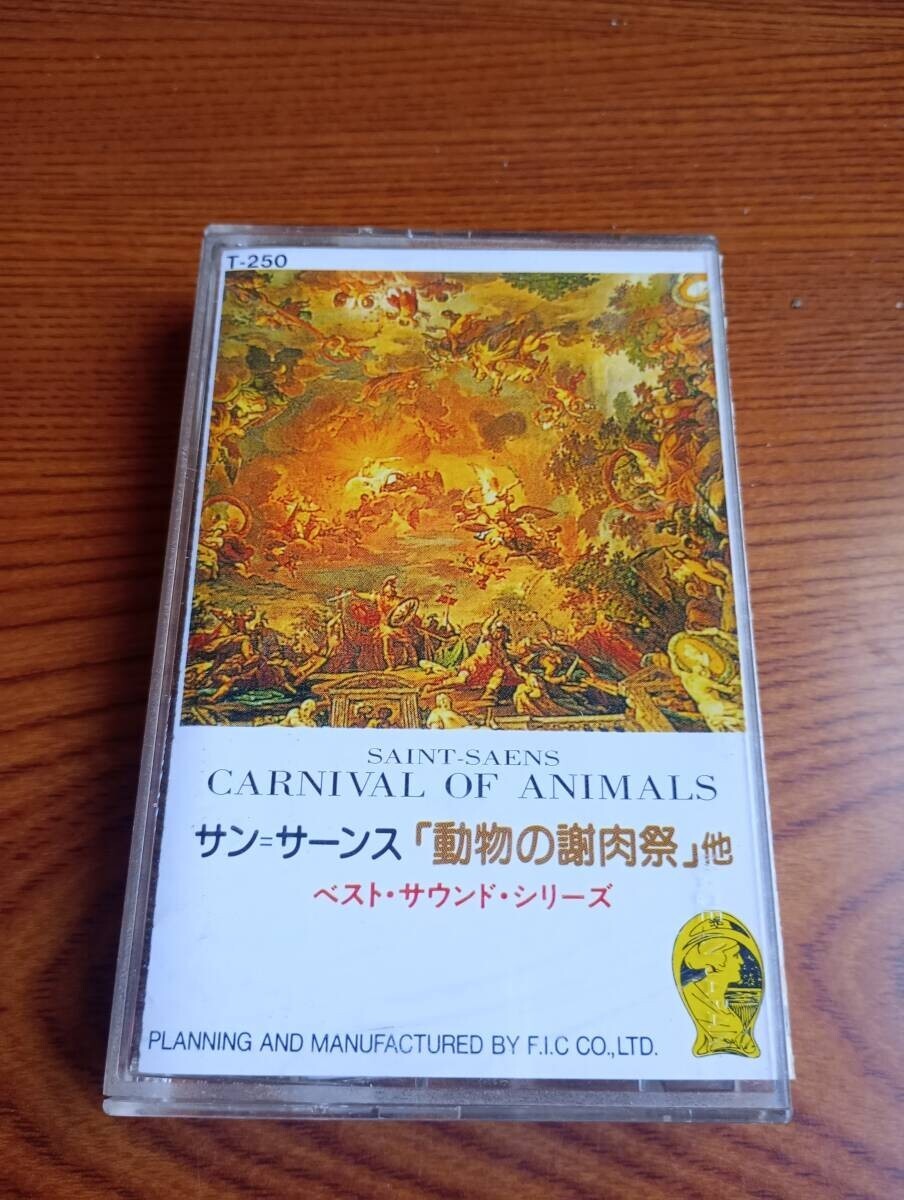 T-250
SAINT-SAENS
CARNIVAL OF ANIMALS
サン=サーンス「動物の謝肉祭」他
ベスト・サウンド・シリーズ
PLANNING AND MANUFACTURED BY F.I.C CO.,LTD.